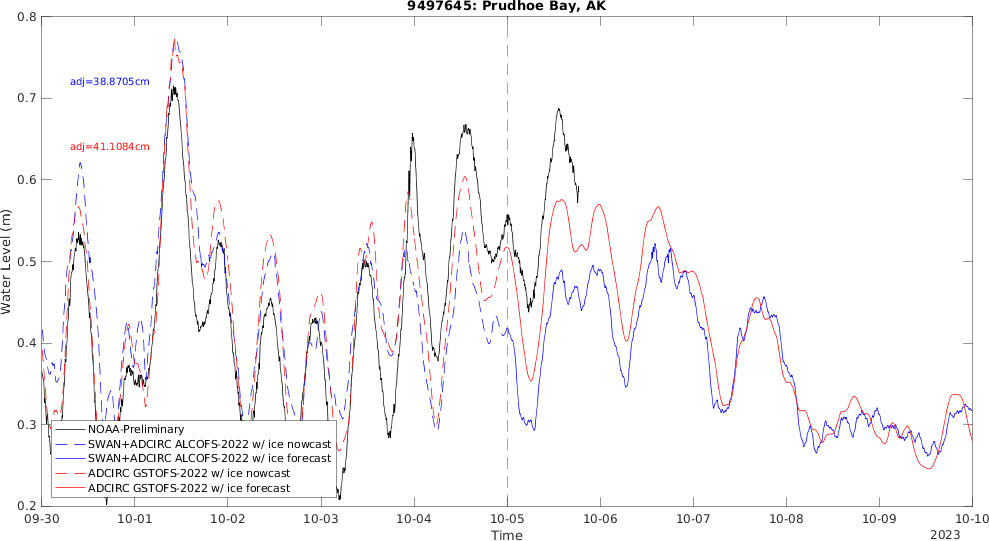 9497645: Prudhoe Bay, AK
Water Level (m)
0.8
0.7
0.6
0.5
0.4
0.3
0.2
adj=38.8705cm
adj=41.1084cm
NOAA-Preliminary
SWAN+ADCIRC ALCOFS-2022 w/ ice nowcast
SWAN+ADCIRC ALCOFS-2022 w/ ice forecast
ADCIRC GSTOFS-2022 w/ ice nowcast
ADCIRC GSTOFS-2022 w/ ice forecast
09-30 10-01 10-02 10-03 10-04 10-05 10-06 10-07 10-08 10-09 10-10
Time
2023